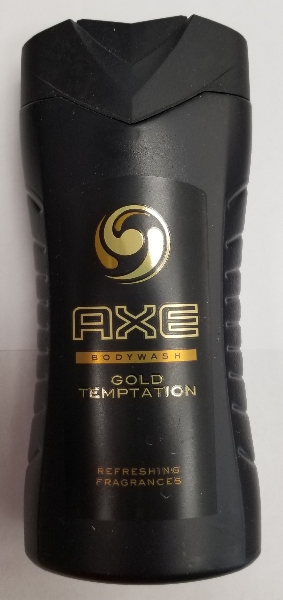 AXE
BODYWASH
GOLD
TEMPTATION
REFRESHING
FRAGRANCES